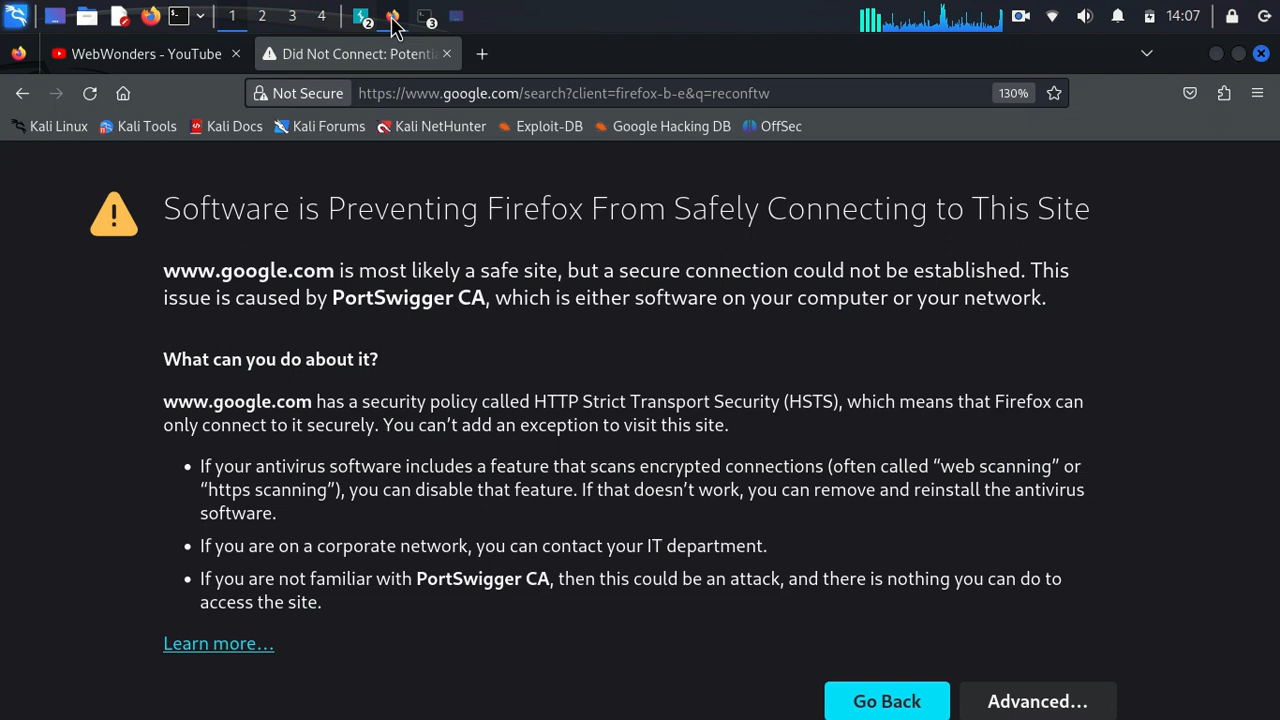 1 2 3 4 2 3 14:07
WebWonders - YouTube Did Not Connect: Potentia
Not Secure https://www.google.com/search?client=firefox-b-e&q=reconftw 130%
Kali Linux Kali Tools Kali Docs Kali Forums Kali NetHunter Exploit-DB Google Hacking DB OffSec
Software is Preventing Firefox From Safely Connecting to This Site
www.google.com is most likely a safe site, but a secure connection could not be established. This
issue is caused by PortSwigger CA, which is either software on your computer or your network.
What can you do about it?
www.google.com has a security policy called HTTP Strict Transport Security (HSTS), which means that Firefox can
only connect to it securely. You can’t add an exception to visit this site.
• If your antivirus software includes a feature that scans encrypted connections (often called “web scanning” or
“https scanning”), you can disable that feature. If that doesn’t work, you can remove and reinstall the antivirus
software.
• If you are on a corporate network, you can contact your IT department.
• If you are not familiar with PortSwigger CA, then this could be an attack, and there is nothing you can do to
access the site.
Learn more…
Go Back Advanced…